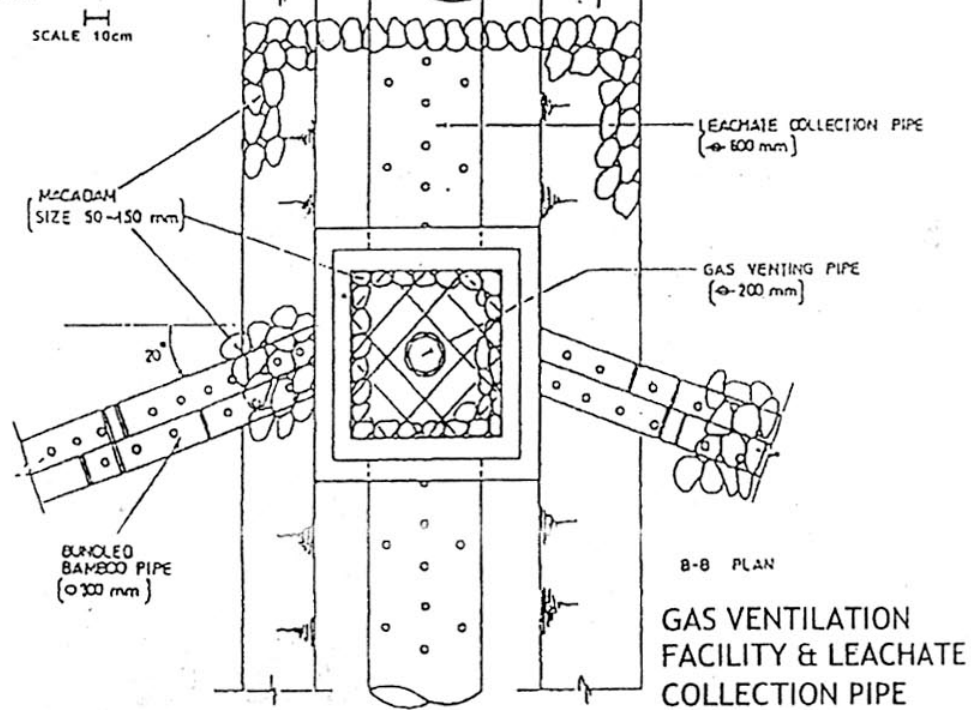 SCALE 10cm
LEACHATE COLLECTION PIPE
(⌀ 600 mm)
MACADAM
(SIZE 50~150 mm)
GAS VENTING PIPE
(⌀ 200 mm)
20°
BUNDLED
BAMBOO PIPE
(⌀ 300 mm)
B-B PLAN
GAS VENTILATION
FACILITY & LEACHATE
COLLECTION PIPE